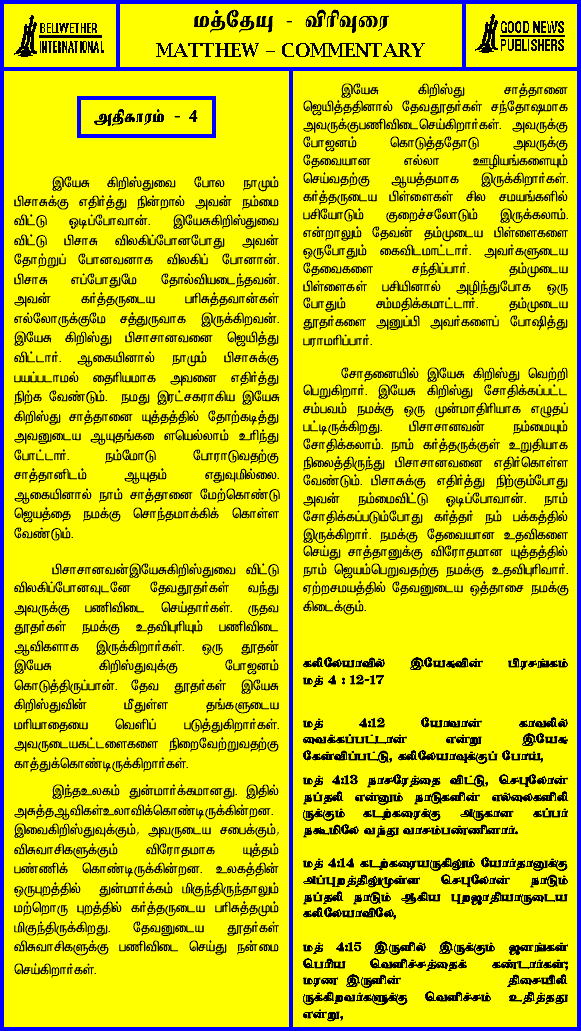 BELWETHER
INTERNATIONAL
மத்தேயு - விரிவுரை
MATTHEW – COMMENTARY
GOOD NEWS
PUBLISHERS
அதிகாரம் - 4
இயேசு கிறிஸ்துவை போல நாமும்
பிசாசுக்கு எதிர்த்து நின்றால் அவன் நம்மை
விட்டு ஓடிப்போவான். இயேசுகிறிஸ்துவை
விட்டு பிசாசு விலகிப்போனபோது அவன்
தோற்றுப் போனவனாக விலகிப் போனான்.
பிசாசு எப்போதுமே தோல்வியடைந்தவன்.
அவன் கர்த்தருடைய பரிசுத்தவான்கள்
எல்லோருக்குமே சத்துருவாக இருக்கிறவன்.
இயேசு கிறிஸ்து பிசாசானவனை ஜெயித்து
விட்டார். ஆகையினால் நாமும் பிசாசுக்கு
பயப்படாமல் தைரியமாக அவனை எதிர்த்து
நிற்க வேண்டும். நமது இரட்சகராகிய இயேசு
கிறிஸ்து சாத்தானை யுத்தத்தில் தோற்கடித்து
அவனுடைய ஆயுதங்க ளையெல்லாம் உரிந்து
போட்டார். நம்மோடு போராடுவதற்கு
சாத்தானிடம் ஆயுதம் எதுவுமில்லை.
ஆகையினால் நாம் சாத்தானை மேற்கொண்டு
ஜெயத்தை நமக்கு சொந்தமாக்கிக் கொள்ள
வேண்டும்.
பிசாசானவன்இயேசுகிறிஸ்துவை விட்டு
விலகிப்போனவுடனே தேவதூதர்கள் வந்து
அவருக்கு பணிவிடை செய்தார்கள். ருதவ
தூதர்கள் நமக்கு உதவிபுரியும் பணிவிடை
ஆவிகளாக இருக்கிறார்கள். ஒரு தூதன்
இயேசு கிறிஸ்துவுக்கு போஜனம்
கொடுத்திருப்பான். தேவ தூதர்கள் இயேசு
கிறிஸ்துவின் மீதுள்ள தங்களுடைய
மரியாதையை வெளிப் படுத்துகிறார்கள்.
அவருடையகட்டளைகளை நிறைவேற்றுவதற்கு
காத்துக்கொண்டிருக்கிறார்கள்.
இந்தஉலகம் துன்மார்க்கமானது. இதில்
அசுத்தஆவிகள்உலாவிக்கொண்டிருக்கின்றன.
இவைகிறிஸ்துவுக்கும், அவருடைய சபைக்கும்,
விசுவாசிகளுக்கும் விரோதமாக யுத்தம்
பண்ணிக் கொண்டிருக்கின்றன. உலகத்தின்
ஒருபுறத்தில் துன்மார்க்கம் மிகுந்திருந்தாலும்
மற்றொரு புறத்தில் கர்த்தருடைய பரிசுத்தமும்
மிகுந்திருக்கிறது. தேவனுடைய தூதர்கள்
விசுவாசிகளுக்கு பணிவிடை செய்து நன்மை
செய்கிறார்கள்.
இயேசு கிறிஸ்து சாத்தானை
ஜெயித்ததினால் தேவதூதர்கள் சந்தோஷமாக
அவருக்குபணிவிடைசெய்கிறார்கள். அவருக்கு
போஜனம் கொடுத்ததோடு அவருக்கு
தேவையான எல்லா ஊழியங்களையும்
செய்வதற்கு ஆயத்தமாக இருக்கிறார்கள்.
கர்த்தருடைய பிள்ளைகள் சில சமயங்களில்
பசியோடும் குறைச்சலோடும் இருக்கலாம்.
என்றாலும் தேவன் தம்முடைய பிள்ளைகளை
ஒருபோதும் கைவிடமாட்டார். அவர்களுடைய
தேவைகளை சந்திப்பார். தம்முடைய
பிள்ளைகள் பசியினால் அழிந்துபோக ஒரு
போதும் சம்மதிக்கமாட்டார். தம்முடைய
தூதர்களை அனுப்பி அவர்களைப் போஷித்து
பராமரிப்பார்.
சோதனையில் இயேசு கிறிஸ்து வெற்றி
பெறுகிறார். இயேசு கிறிஸ்து சோதிக்கப்பட்ட
சம்பவம் நமக்கு ஒரு முன்மாதிரியாக எழுதப்
பட்டிருக்கிறது. பிசாசானவன் நம்மையும்
சோதிக்கலாம். நாம் கர்த்தருக்குள் உறுதியாக
நிலைத்திருந்து பிசாசானவனை எதிர்கொள்ள
வேண்டும். பிசாசுக்கு எதிர்த்து நிற்கும்போது
அவன் நம்மைவிட்டு ஓடிப்போவான். நாம்
சோதிக்கப்படும்போது கர்த்தர் நம் பக்கத்தில்
இருக்கிறார். நமக்கு தேவையான உதவிகளை
செய்து சாத்தானுக்கு விரோதமான யுத்தத்தில்
நாம் ஜெயம்பெறுவதற்கு நமக்கு உதவிபுரிவார்.
ஏற்றசமயத்தில் தேவனுடைய ஒத்தாசை நமக்கு
கிடைக்கும்.
கலிலேயாவில் இயேசுவின் பிரசங்கம்
மத் 4 : 12-17
மத் 4:12 யோவான் காவலில்
வைக்கப்பட்டான் என்று இயேசு
கேள்விப்பட்டு, கலிலேயாவுக்குப் போய்,
மத் 4:13 நாசரேத்தை விட்டு, செபுலோன்
நப்தலி என்னும் நாடுகளின் எல்லைகளிலி
ருக்கும் கடற்கரைக்கு அருகான கப்பர்
நகூமிலே வந்து வாசம்பண்ணினார்.
மத் 4:14 கடற்கரையருகிலும் யோர்தானுக்கு
அப்புறத்திலுமுள்ள செபுலோன் நாடும்
நப்தலி நாடும் ஆகிய புறஜாதியாருடைய
கலிலேயாவிலே,
மத் 4:15 இருளில் இருக்கும் ஜனங்கள்
பெரிய வெளிச்சத்தைக் கண்டார்கள்;
மரண இருளின் திசையிலி
ருக்கிறவர்களுக்கு வெளிச்சம் உதித்தது
என்று,